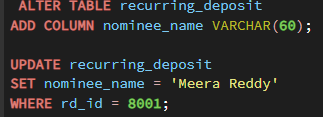 ALTER TABLE recurring_deposit
ADD COLUMN nominee_name VARCHAR(60);
UPDATE recurring_deposit
SET nominee_name = 'Meera Reddy'
WHERE rd_id = 8001;